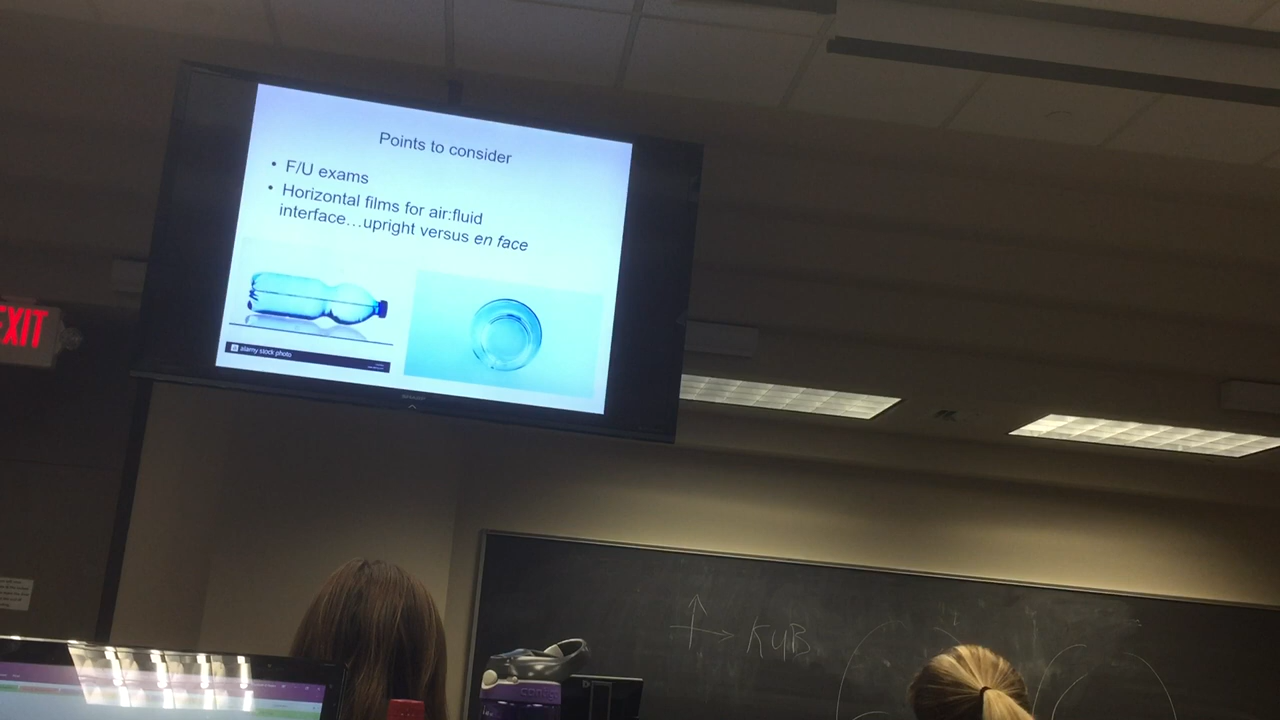 Points to consider
• F/U exams
• Horizontal films for air:fluid
interface…upright versus en face
alamy stock photo
SHARP
EXIT
KUB